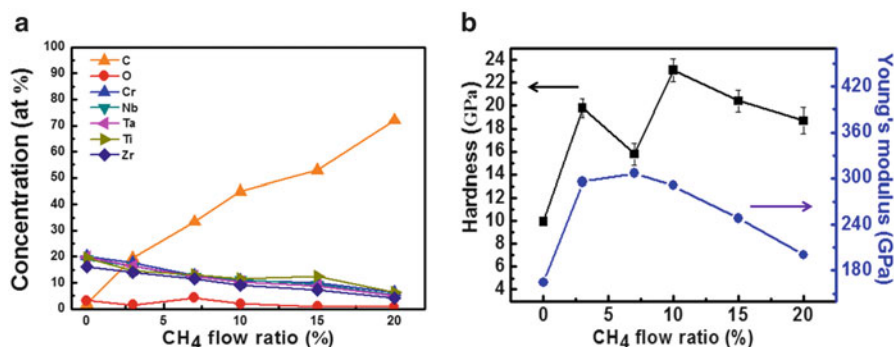 a
Concentration (at %)
100
90
80
70
60
50
40
30
20
10
0
C
O
Cr
Nb
Ta
Ti
Zr
0
5
10
15
20
CH4 flow ratio (%)
b
Hardness (GPa)
24
22
20
18
16
14
12
10
8
6
4
0
5
10
15
20
CH4 flow ratio (%)
420
360
300
240
180
Young's modulus (GPa)